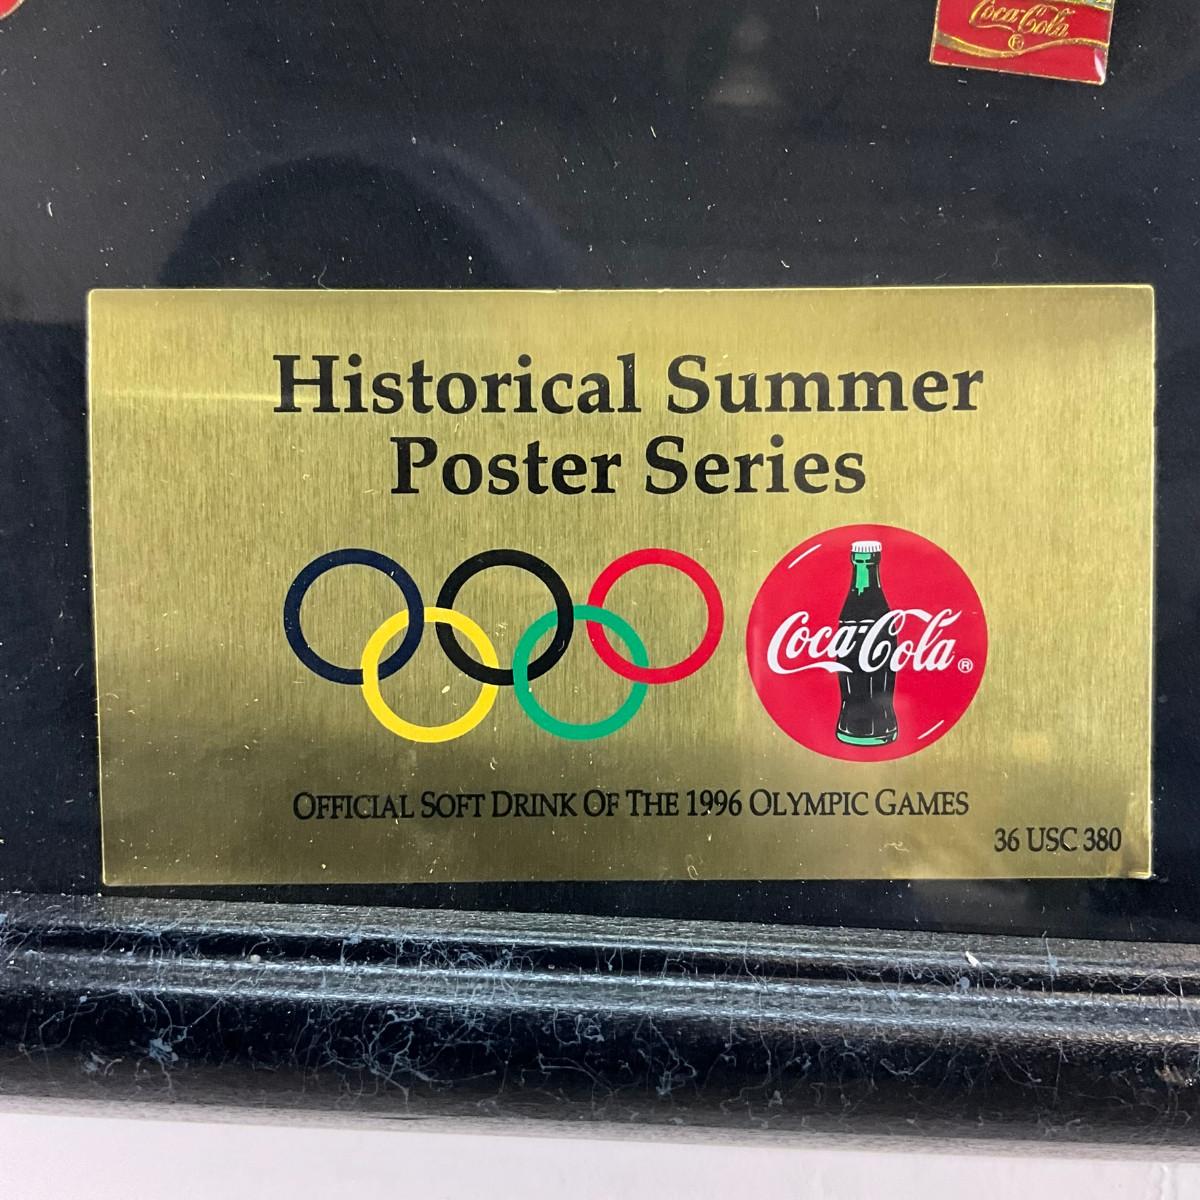 Coca-Cola
®
Historical Summer
Poster Series
Coca-Cola®
OFFICIAL SOFT DRINK OF THE 1996 OLYMPIC GAMES
36 USC 380